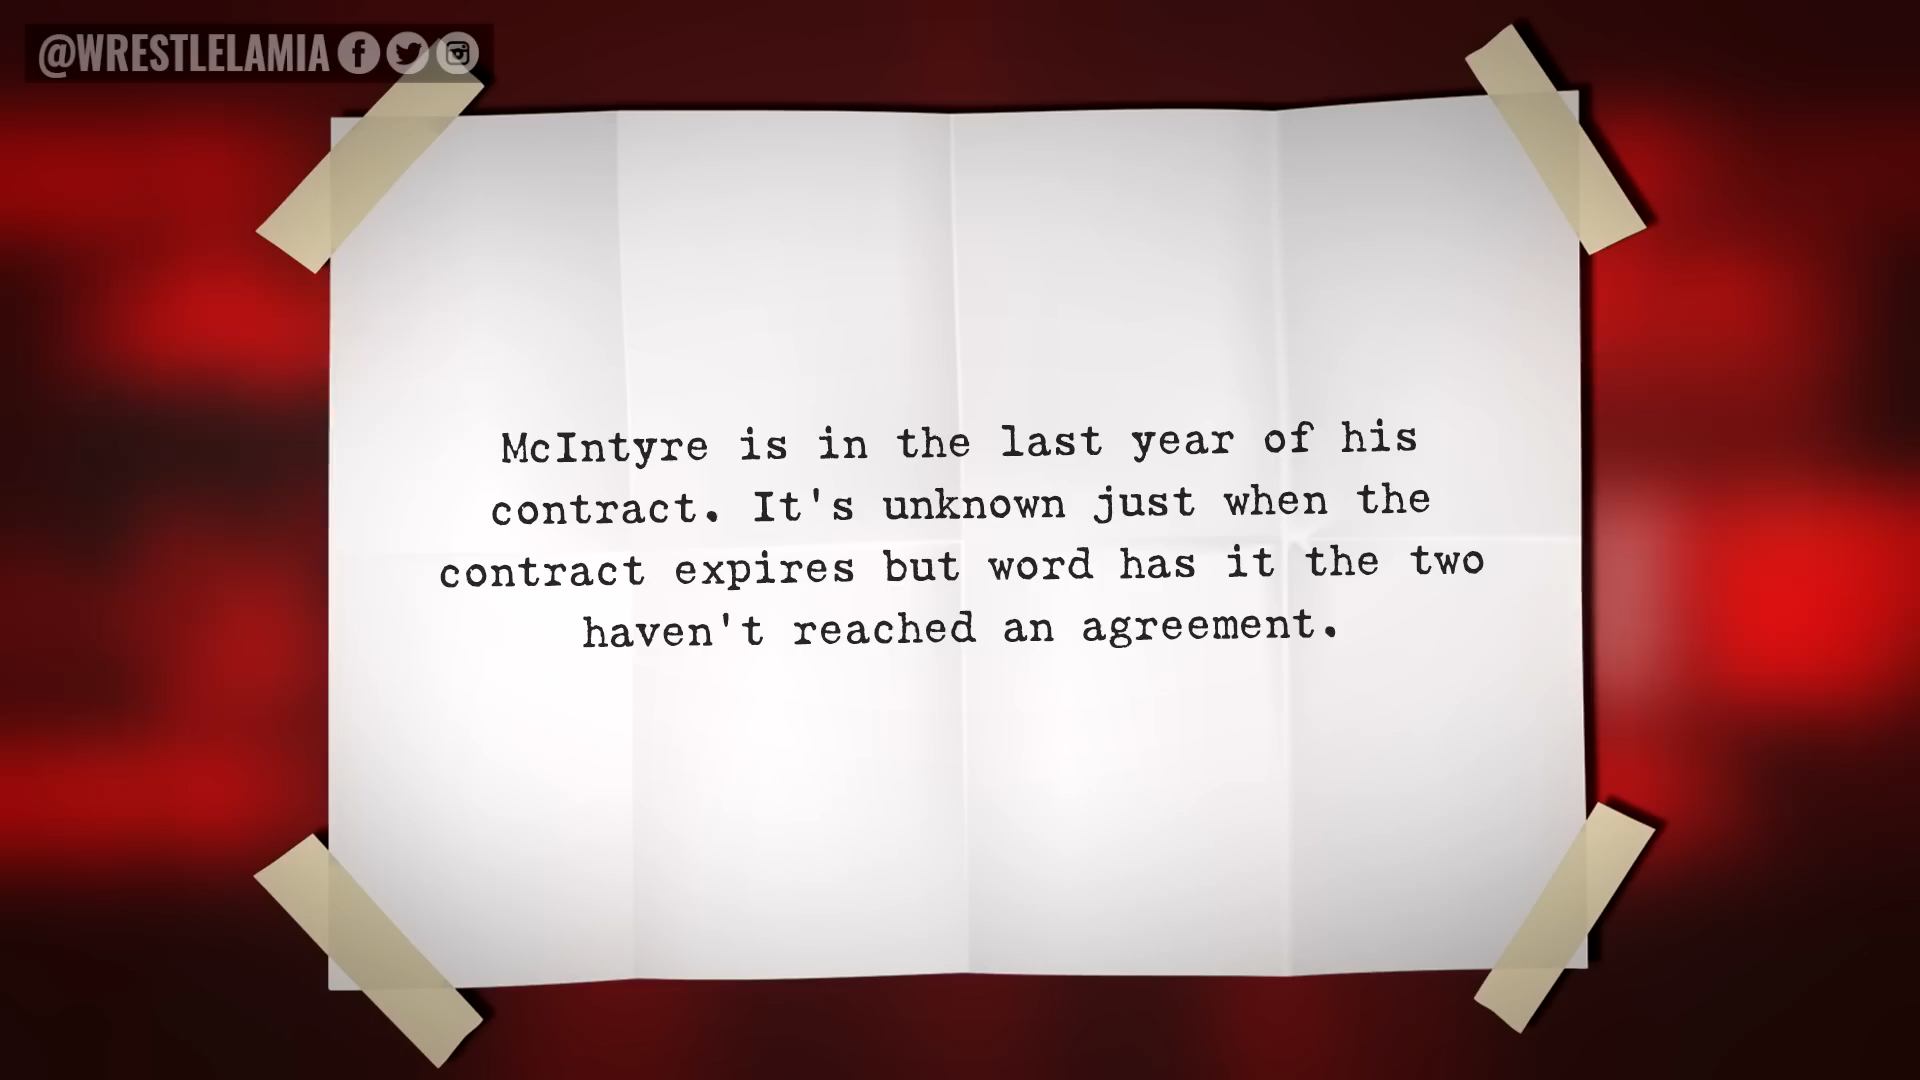 @WRESTLELAMIA
McIntyre is in the last year of his
contract. It's unknown just when the
contract expires but word has it the two
haven't reached an agreement.